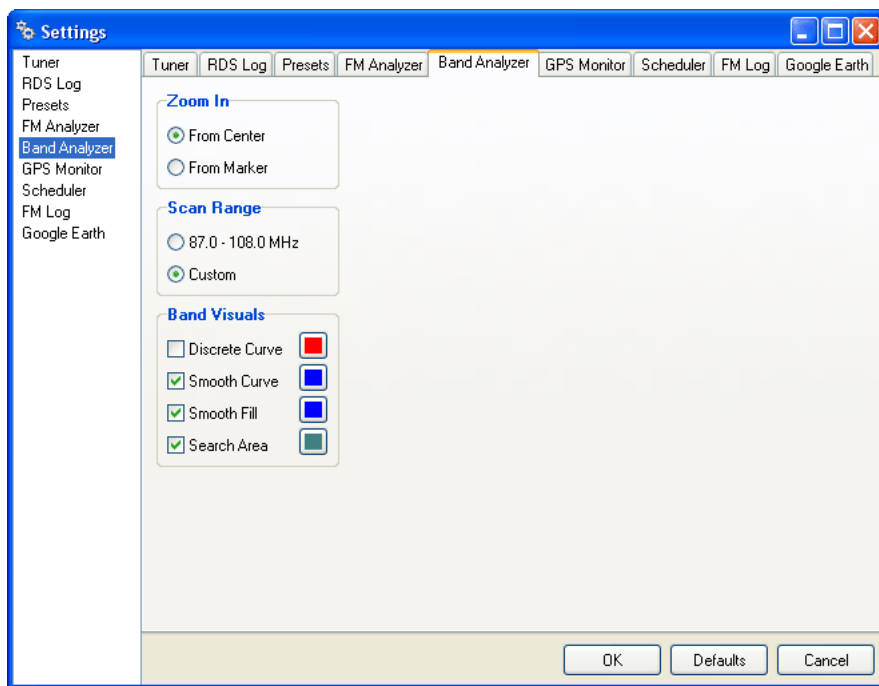 Settings
Tuner
RDS Log
Presets
FM Analyzer
Band Analyzer
GPS Monitor
Scheduler
FM Log
Google Earth
Tuner RDS Log Presets FM Analyzer Band Analyzer GPS Monitor Scheduler FM Log Google Earth
Zoom In
From Center
From Marker
Scan Range
87.0 - 108.0 MHz
Custom
Band Visuals
Discrete Curve
Smooth Curve
Smooth Fill
Search Area
OK Defaults Cancel